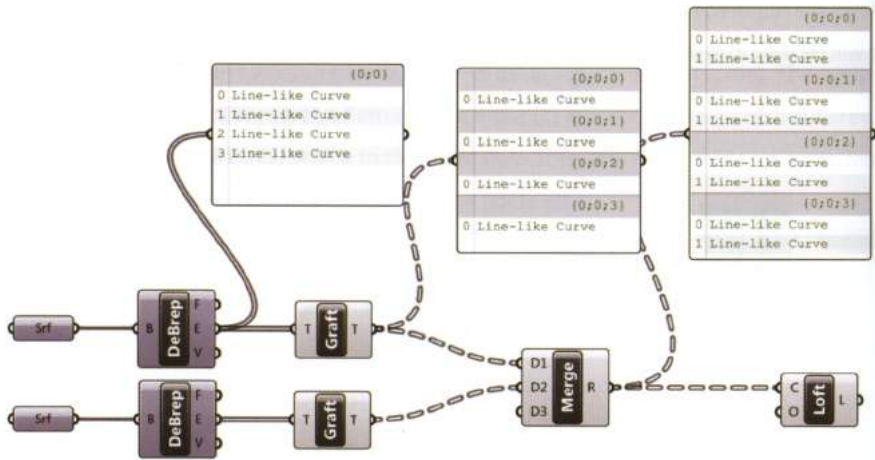 {0;0}
0 Line-like Curve
1 Line-like Curve
2 Line-like Curve
3 Line-like Curve
{0;0;0}
0 Line-like Curve
{0;0;1}
0 Line-like Curve
{0;0;2}
0 Line-like Curve
{0;0;3}
0 Line-like Curve
{0;0;0}
0 Line-like Curve
1 Line-like Curve
{0;0;1}
0 Line-like Curve
1 Line-like Curve
{0;0;2}
0 Line-like Curve
1 Line-like Curve
{0;0;3}
0 Line-like Curve
1 Line-like Curve
Srf
B DeBrep F E V
T Graft T
Srf
B DeBrep F E V
T Graft T
D1 D2 D3 Merge R
C O Loft L